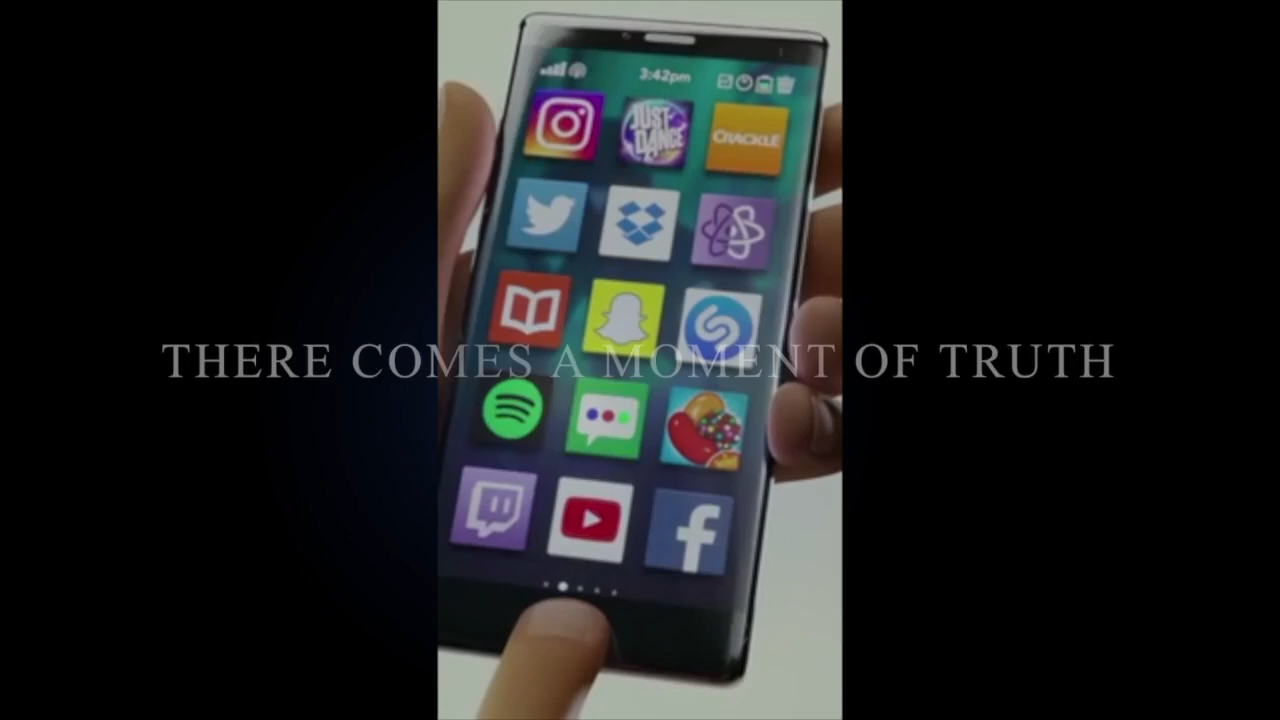 3:42pm
JUST
DANCE
CRACKLE
THERE COMES A MOMENT OF TRUTH